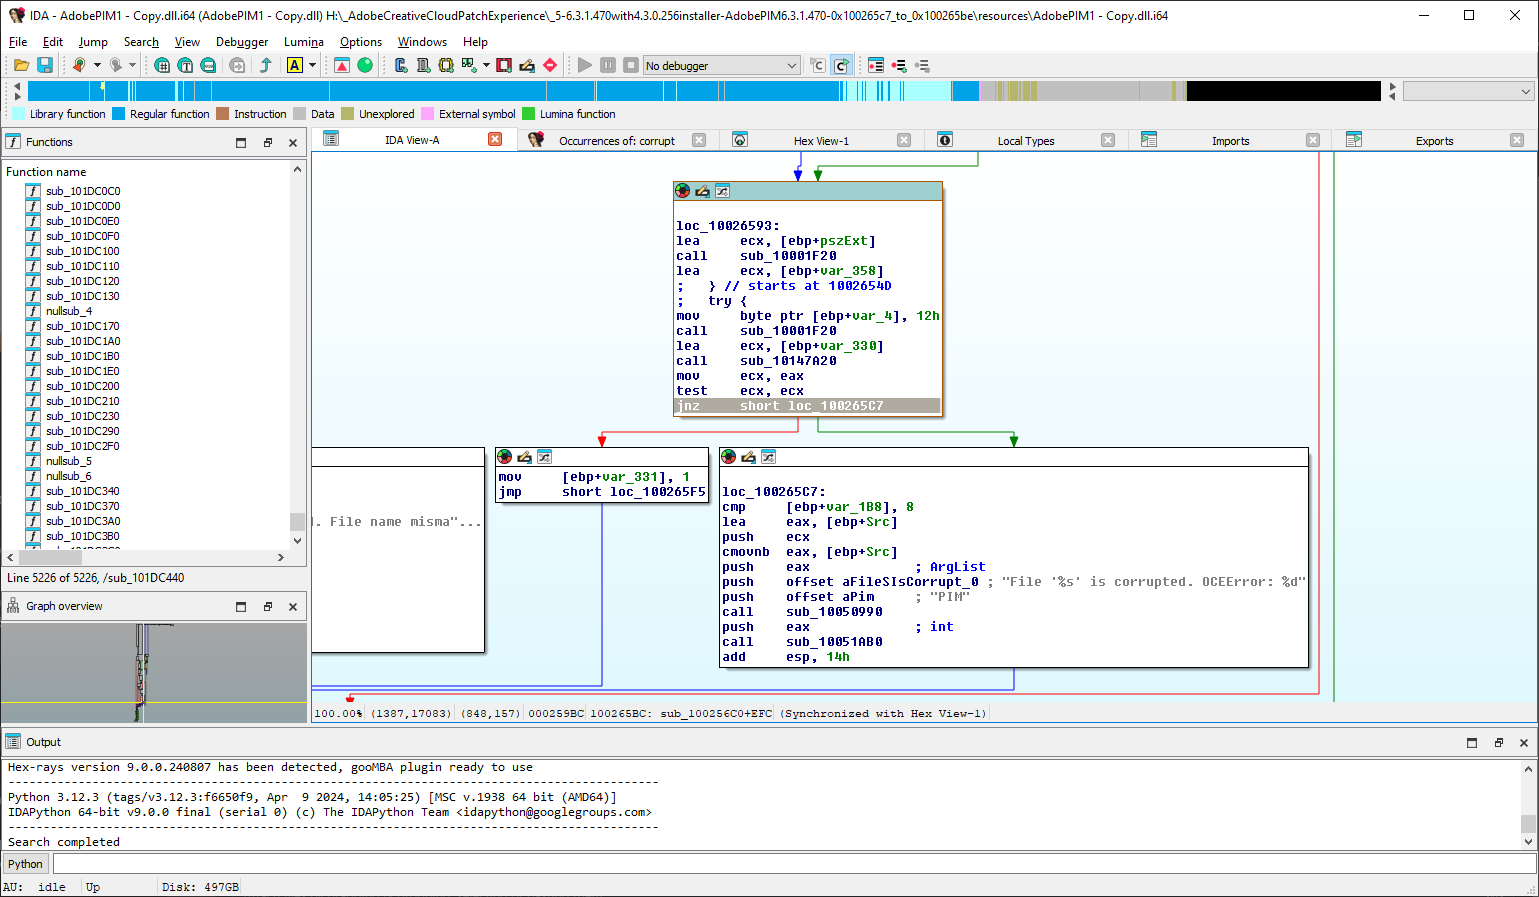 IDA - AdobePIM1 - Copy.dll.i64 (AdobePIM1 - Copy.dll) H:\_AdobeCreativeCloudPatchExperience\_5-6.3.1.470with4.3.0.256installer-AdobePIM6.3.1.470-0x100265c7_to_0x100265be\resources\AdobePIM1 - Copy.dll.i64
File Edit Jump Search View Debugger Lumina Options Windows Help
No debugger
Library function Regular function Instruction Data Unexplored External symbol Lumina function
Functions
IDA View-A Occurrences of: corrupt Hex View-1 Local Types Imports Exports
Function name
sub_101DC0C0
sub_101DC0D0
sub_101DC0E0
sub_101DC0F0
sub_101DC100
sub_101DC110
sub_101DC120
sub_101DC130
nullsub_4
sub_101DC170
sub_101DC1A0
sub_101DC1B0
sub_101DC1E0
sub_101DC200
sub_101DC210
sub_101DC230
sub_101DC290
sub_101DC2F0
nullsub_5
nullsub_6
sub_101DC340
sub_101DC370
sub_101DC3A0
sub_101DC3B0
Line 5226 of 5226, /sub_101DC440
Graph overview
loc_10026593:
lea ecx, [ebp+pszExt]
call sub_10001F20
lea ecx, [ebp+var_358]
; } // starts at 1002654D
; try {
mov byte ptr [ebp+var_4], 12h
call sub_10001F20
lea ecx, [ebp+var_330]
call sub_10147A20
mov ecx, eax
test ecx, ecx
jnz short loc_100265C7
. File name misma"...
mov [ebp+var_331], 1
jmp short loc_100265F5
loc_100265C7:
cmp [ebp+var_1B8], 8
lea eax, [ebp+Src]
push ecx
cmovnb eax, [ebp+Src]
push eax ; ArgList
push offset aFileSIsCorrupt_0 ; "File '%s' is corrupted. OCEError: %d"
push offset aPim ; "PIM"
call sub_10050990
push eax ; int
call sub_10051AB0
add esp, 14h
100.00% (1387,17083) (848,157) 000259BC 100265BC: sub_100256C0+EFC (Synchronized with Hex View-1)
Output
Hex-rays version 9.0.0.240807 has been detected, gooMBA plugin ready to use
---------------------------------------------------------------------------------
Python 3.12.3 (tags/v3.12.3:f6650f9, Apr  9 2024, 14:05:25) [MSC v.1938 64 bit (AMD64)]
IDAPython 64-bit v9.0.0 final (serial 0) (c) The IDAPython Team <idapython@googlegroups.com>
---------------------------------------------------------------------------------
Search completed
Python
AU: idle Up Disk: 497GB